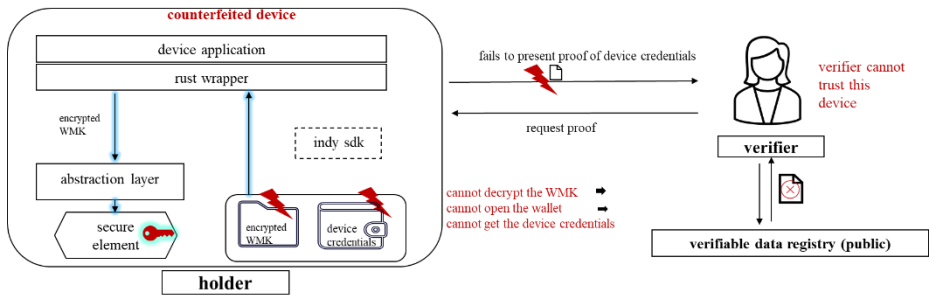 counterfeited device
device application
rust wrapper
encrypted
WMK
indy sdk
abstraction layer
secure
element
encrypted
WMK
device
credentials
holder
fails to present proof of device credentials
request proof
cannot decrypt the WMK
cannot open the wallet
cannot get the device credentials
verifier cannot
trust this
device
verifier
verifiable data registry (public)